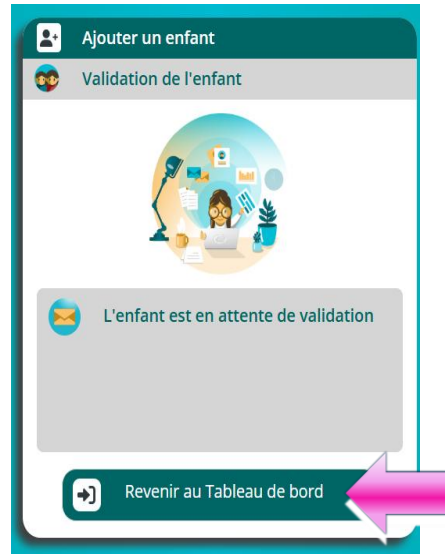 Ajouter un enfant
Validation de l'enfant
L'enfant est en attente de validation
Revenir au Tableau de bord